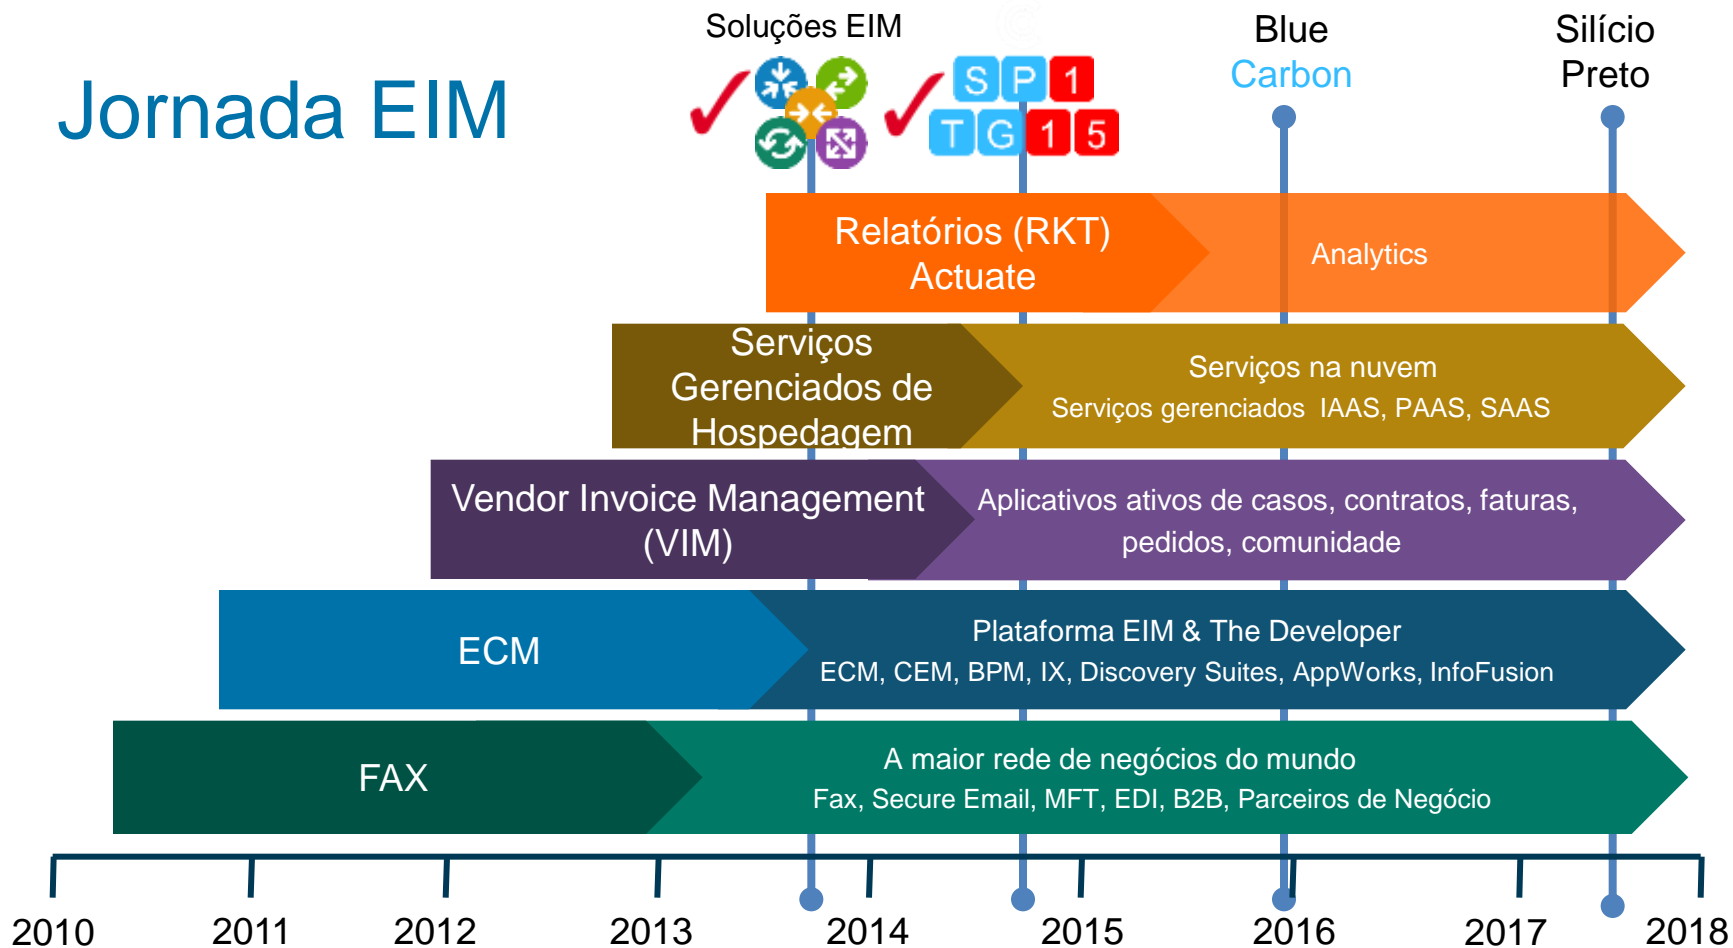 Jornada EIM
Soluções EIM
SP1
TG15
Blue
Carbon
Silício
Preto
Relatórios (RKT)
Actuate
Analytics
Serviços
Gerenciados de
Hospedagem
Serviços na nuvem
Serviços gerenciados IAAS, PAAS, SAAS
Vendor Invoice Management
(VIM)
Aplicativos ativos de casos, contratos, faturas,
pedidos, comunidade
ECM
Plataforma EIM & The Developer
ECM, CEM, BPM, IX, Discovery Suites, AppWorks, InfoFusion
FAX
A maior rede de negócios do mundo
Fax, Secure Email, MFT, EDI, B2B, Parceiros de Negócio
2010 2011 2012 2013 2014 2015 2016 2017 2018